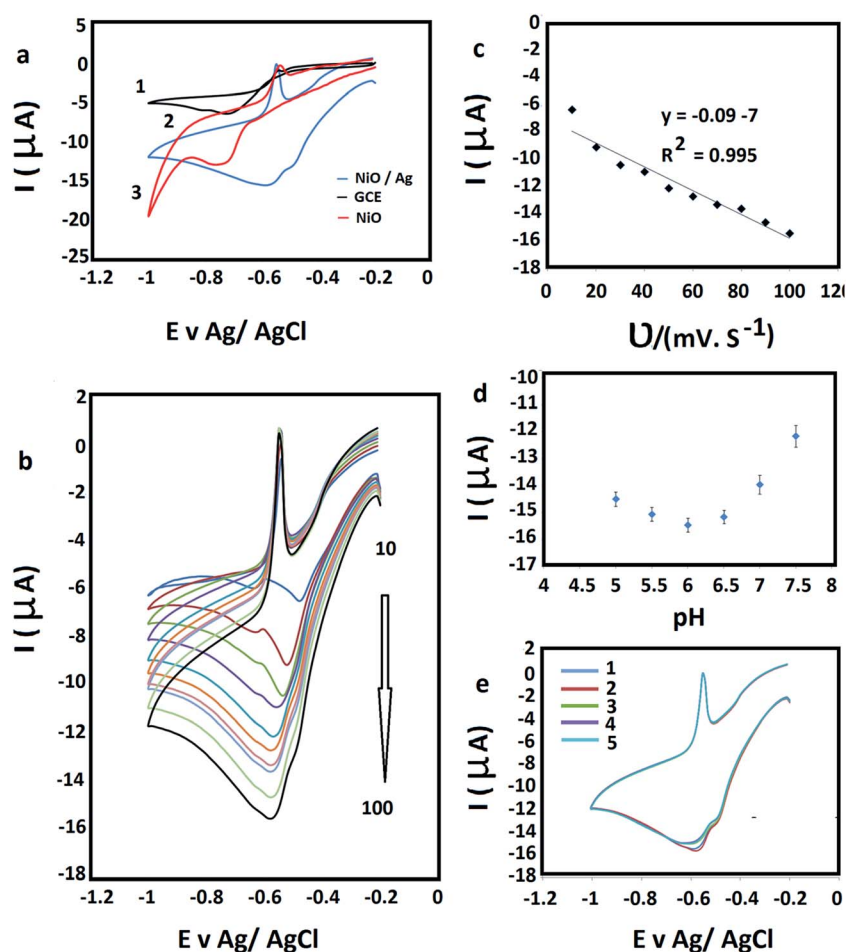 a
5
0
-5
-10
-15
-20
-25
I ( µA)
1
2
3
NiO / Ag
GCE
NiO
-1.2 -1 -0.8 -0.6 -0.4 -0.2 0
E v Ag/ AgCl
c
0
-2
-4
-6
-8
-10
-12
-14
-16
-18
I ( µA)
y = -0.09 -7
R2 = 0.995
0 20 40 60 80 100 120
Ʋ/(mV. S-1)
b
2
0
-2
-4
-6
-8
-10
-12
-14
-16
-18
I ( µA)
10
100
-1.2 -1 -0.8 -0.6 -0.4 -0.2 0
E v Ag/ AgCl
d
-10
-11
-12
-13
-14
-15
-16
-17
I ( µA)
4 4.5 5 5.5 6 6.5 7 7.5 8
pH
e
2
0
-2
-4
-6
-8
-10
-12
-14
-16
-18
I ( µA)
1
2
3
4
5
-1.2 -1 -0.8 -0.6 -0.4 -0.2 0
E v Ag/ AgCl